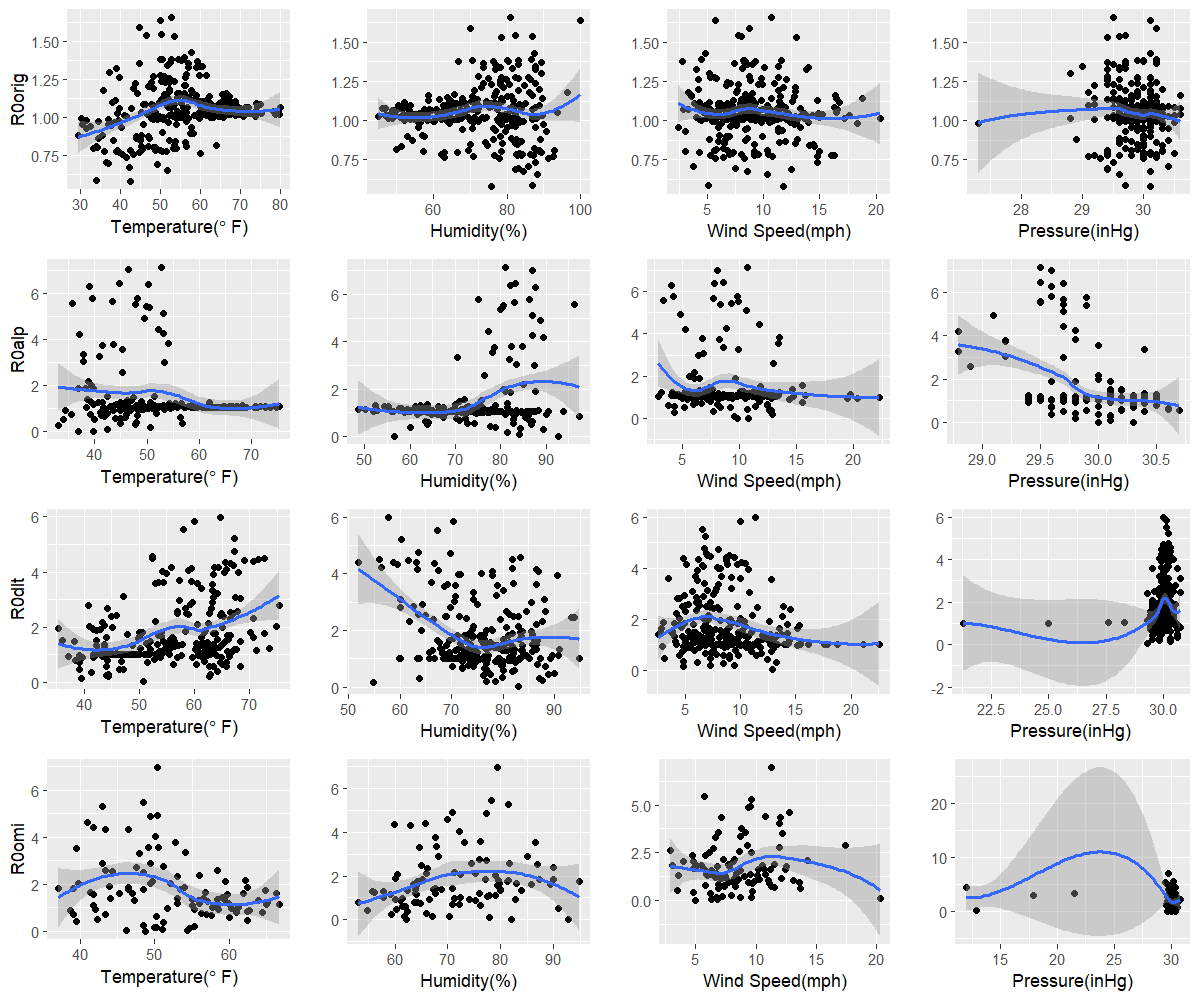 R0orig
1.50
1.25
1.00
0.75
30 40 50 60 70 80
Temperature(° F)
1.50
1.25
1.00
0.75
60 80 100
Humidity(%)
1.50
1.25
1.00
0.75
5 10 15 20
Wind Speed(mph)
1.50
1.25
1.00
0.75
28 29 30
Pressure(inHg)
R0alp
6
4
2
0
40 50 60 70
Temperature(° F)
6
4
2
0
50 60 70 80 90
Humidity(%)
6
4
2
0
5 10 15 20
Wind Speed(mph)
6
4
2
0
29.0 29.5 30.0 30.5
Pressure(inHg)
R0dlt
6
4
2
0
40 50 60 70
Temperature(° F)
6
4
2
0
50 60 70 80 90
Humidity(%)
6
4
2
0
5 10 15 20
Wind Speed(mph)
6
4
2
0
-2
22.5 25.0 27.5 30.0
Pressure(inHg)
R0omi
6
4
2
0
40 50 60
Temperature(° F)
6
4
2
0
60 70 80 90
Humidity(%)
5.0
2.5
0.0
5 10 15 20
Wind Speed(mph)
20
10
0
15 20 25 30
Pressure(inHg)